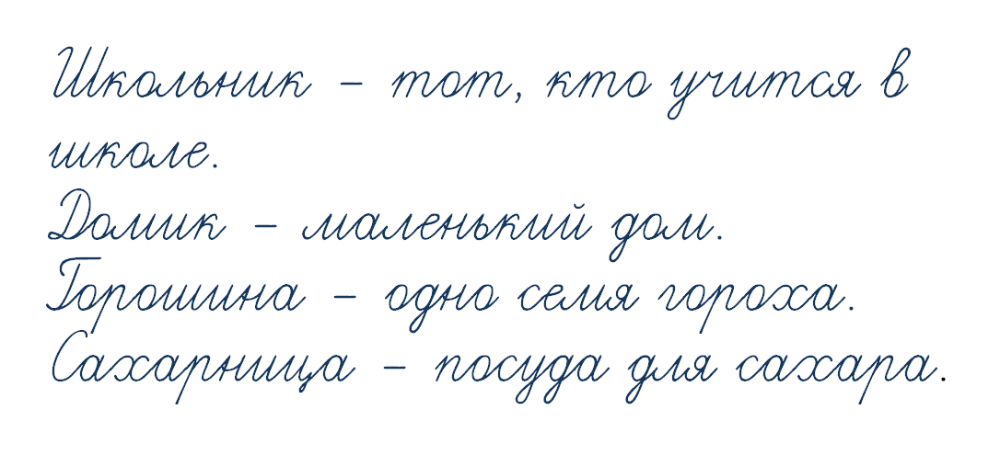 Школьник – тот, кто учится в
школе.
Домик – маленький дом.
Горошина – одно семя гороха.
Сахарница – посуда для сахара.